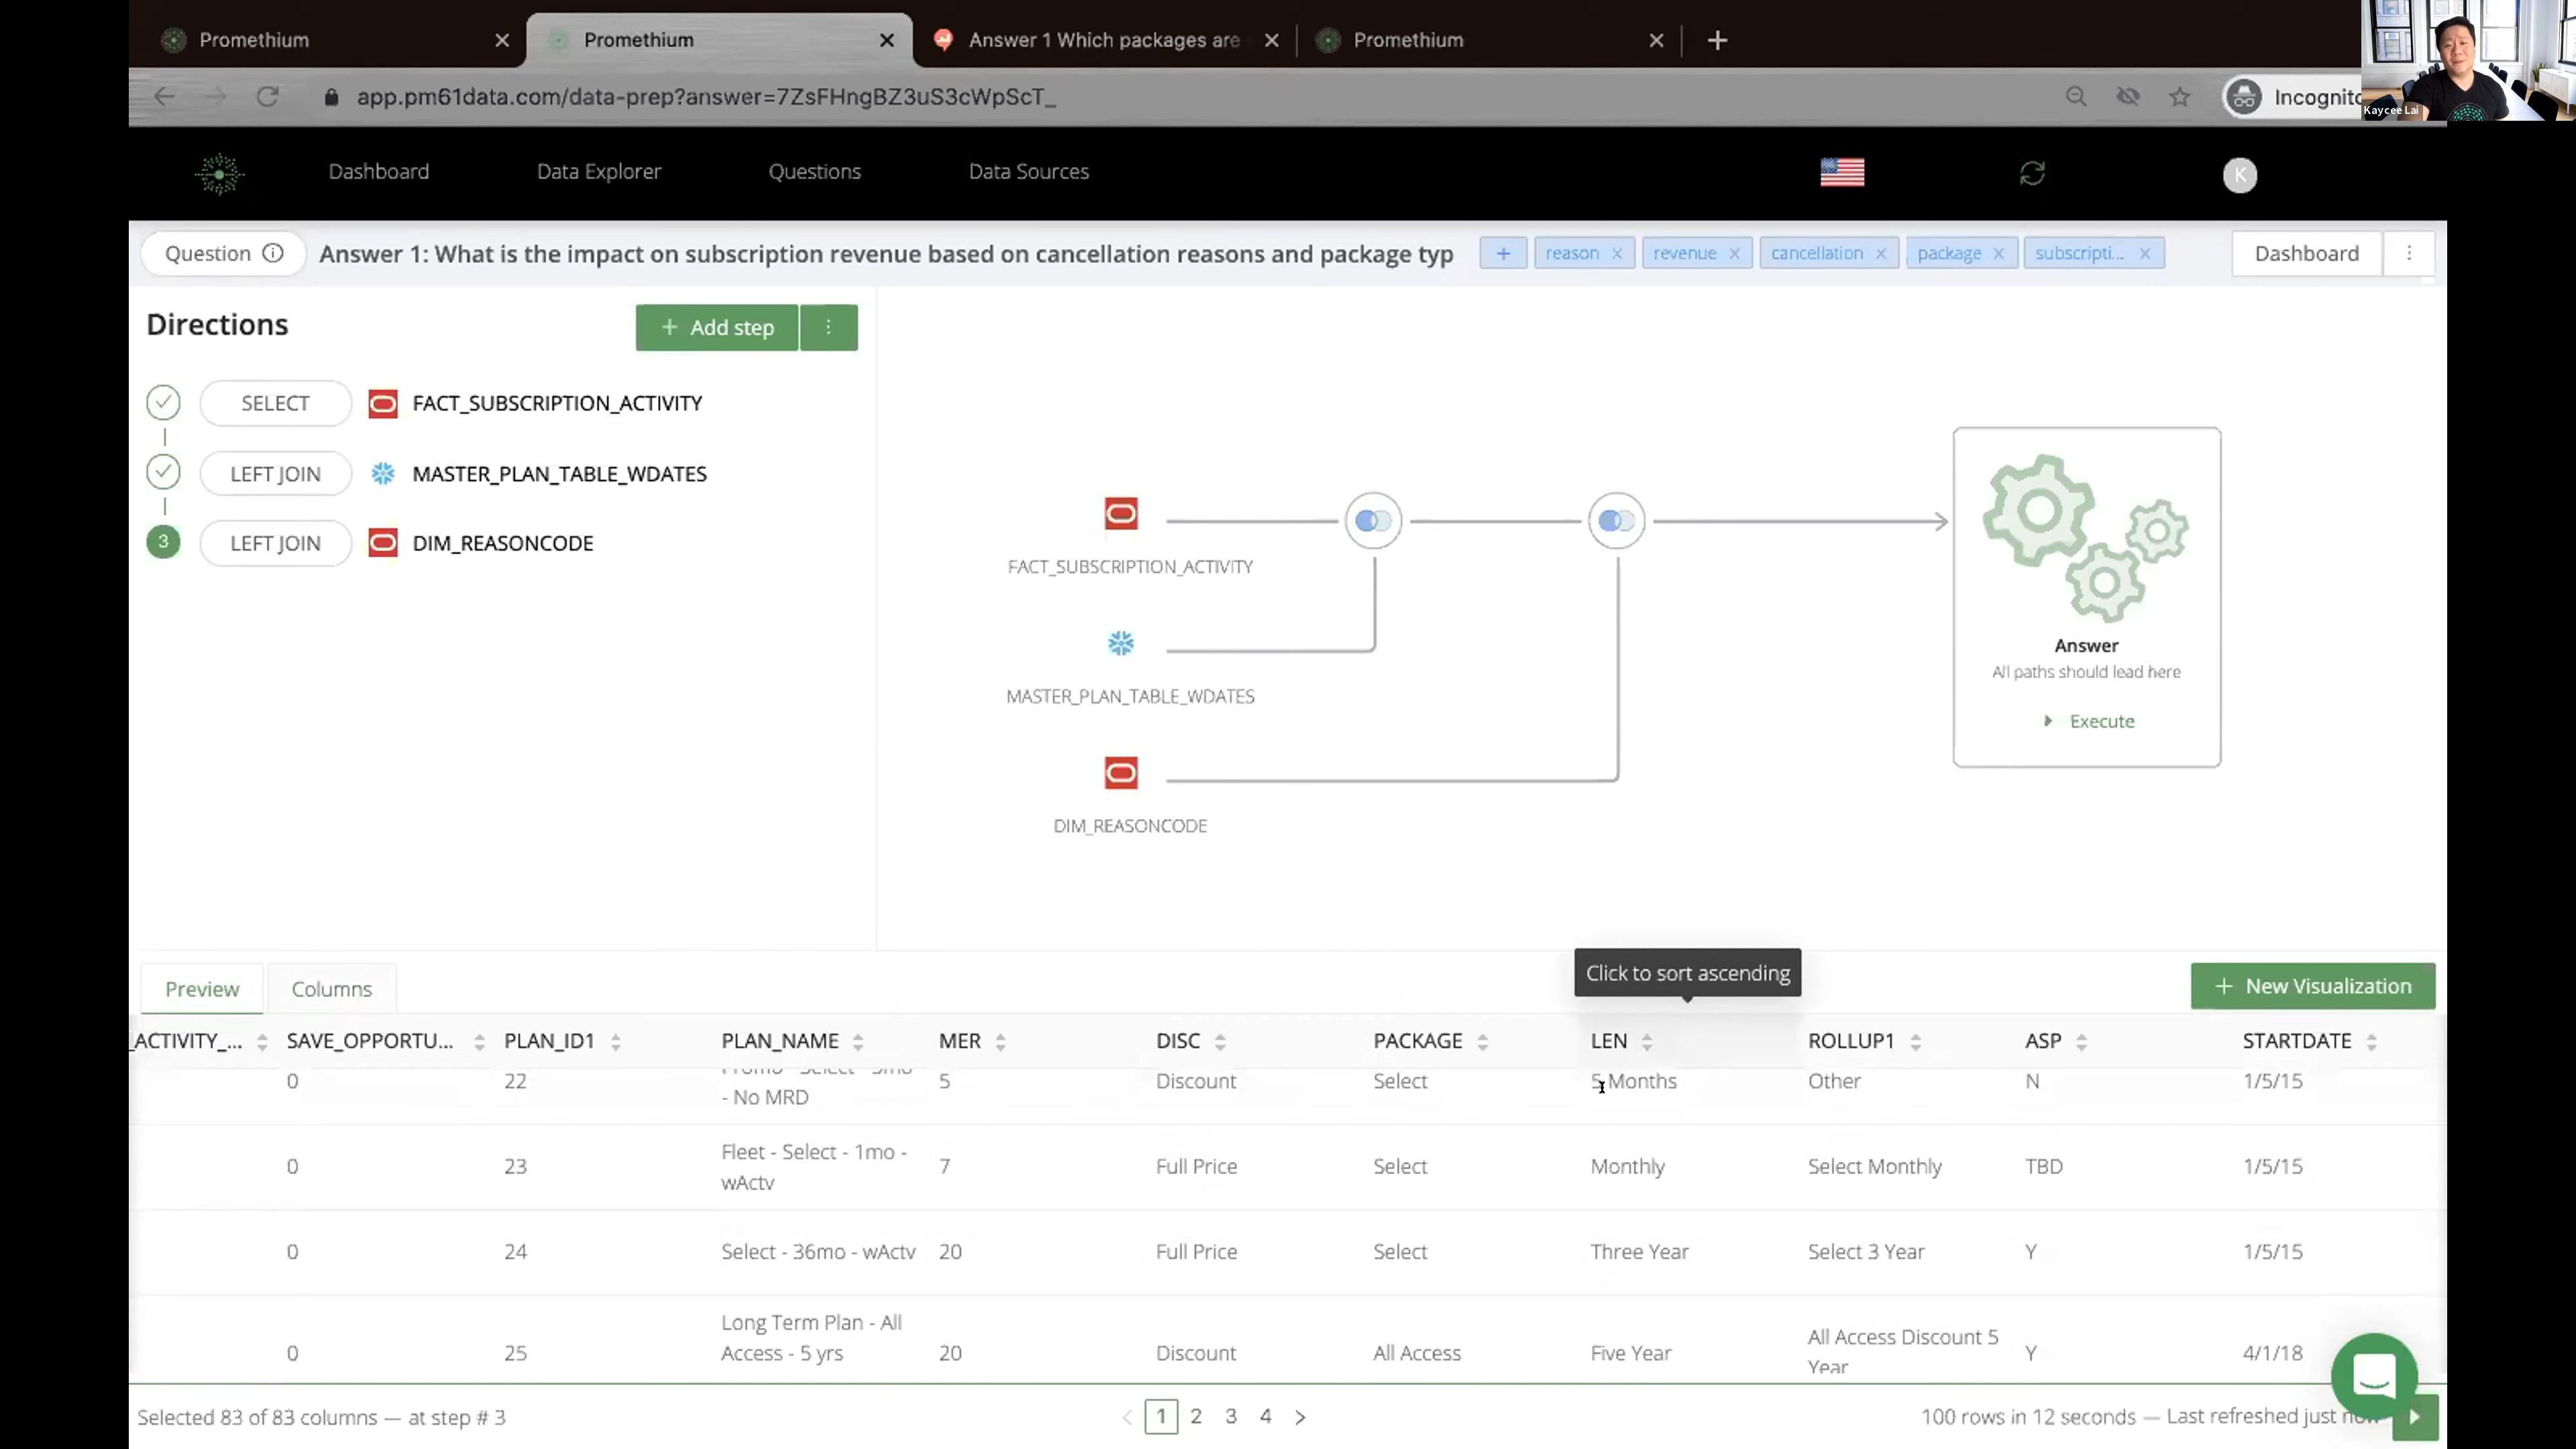 Promethium
Promethium
Answer 1 Which packages are
Promethium
app.pm61data.com/data-prep?answer=7ZsFHngBZ3uS3cWpScT_
Incognito
Kaycee Lai
Dashboard
Data Explorer
Questions
Data Sources
K
Question
Answer 1: What is the impact on subscription revenue based on cancellation reasons and package typ
+
reason
revenue
cancellation
package
subscripti...
Dashboard
Directions
+ Add step
SELECT
FACT_SUBSCRIPTION_ACTIVITY
LEFT JOIN
MASTER_PLAN_TABLE_WDATES
3
LEFT JOIN
DIM_REASONCODE
FACT_SUBSCRIPTION_ACTIVITY
MASTER_PLAN_TABLE_WDATES
DIM_REASONCODE
Answer
All paths should lead here
Execute
Preview
Columns
Click to sort ascending
+ New Visualization
_ACTIVITY_... SAVE_OPPORTU... PLAN_ID1 PLAN_NAME MER DISC PACKAGE LEN ROLLUP1 ASP STARTDATE
0 22 Promo - Select - 5mo - No MRD 5 Discount Select 5 Months Other N 1/5/15
0 23 Fleet - Select - 1mo - wActv 7 Full Price Select Monthly Select Monthly TBD 1/5/15
0 24 Select - 36mo - wActv 20 Full Price Select Three Year Select 3 Year Y 1/5/15
0 25 Long Term Plan - All Access - 5 yrs 20 Discount All Access Five Year All Access Discount 5 Year Y 4/1/18
Selected 83 of 83 columns — at step # 3
1 2 3 4
100 rows in 12 seconds — Last refreshed just now